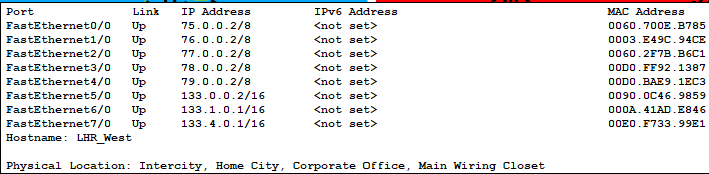 Port Link IP Address IPv6 Address MAC Address
FastEthernet0/0 Up 75.0.0.2/8 <not set> 0060.700E.B785
FastEthernet1/0 Up 76.0.0.2/8 <not set> 0003.E49C.94CE
FastEthernet2/0 Up 77.0.0.2/8 <not set> 0060.2F7B.B6C1
FastEthernet3/0 Up 78.0.0.2/8 <not set> 00D0.FF92.1387
FastEthernet4/0 Up 79.0.0.2/8 <not set> 00D0.BAE9.1EC3
FastEthernet5/0 Up 133.0.0.2/16 <not set> 0090.0C46.9859
FastEthernet6/0 Up 133.1.0.1/16 <not set> 000A.41AD.E846
FastEthernet7/0 Up 133.4.0.1/16 <not set> 00E0.F733.99E1
Hostname: LHR_West
Physical Location: Intercity, Home City, Corporate Office, Main Wiring Closet